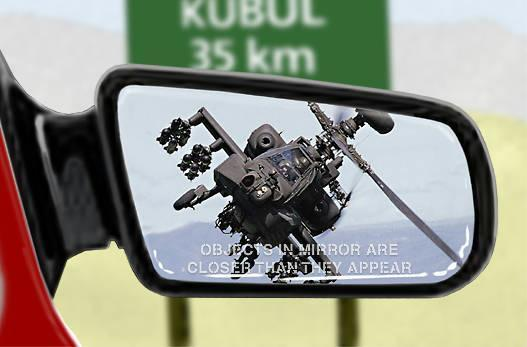 KUBUL
35 km
OBJECTS IN MIRROR ARE
CLOSER THAN THEY APPEAR